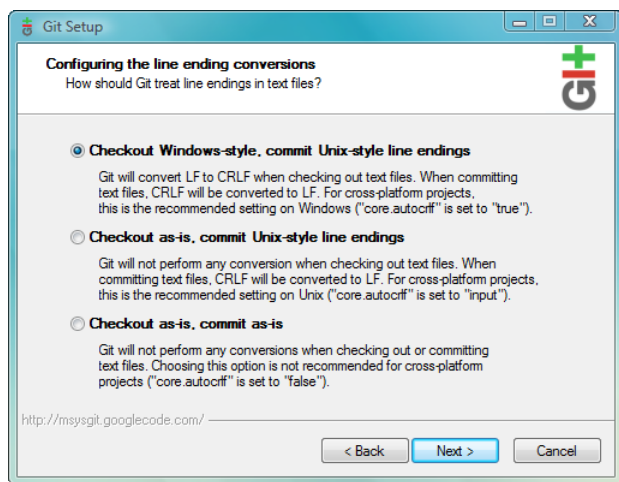 Git Setup
Configuring the line ending conversions
How should Git treat line endings in text files?
Git
Checkout Windows-style, commit Unix-style line endings
Git will convert LF to CRLF when checking out text files. When committing
text files, CRLF will be converted to LF. For cross-platform projects,
this is the recommended setting on Windows ("core.autocrlf" is set to "true").
Checkout as-is, commit Unix-style line endings
Git will not perform any conversion when checking out text files. When
committing text files, CRLF will be converted to LF. For cross-platform projects,
this is the recommended setting on Unix ("core.autocrlf" is set to "input").
Checkout as-is, commit as-is
Git will not perform any conversions when checking out or committing
text files. Choosing this option is not recommended for cross-platform
projects ("core.autocrlf" is set to "false").
http://msysgit.googlecode.com/
< Back
Next >
Cancel